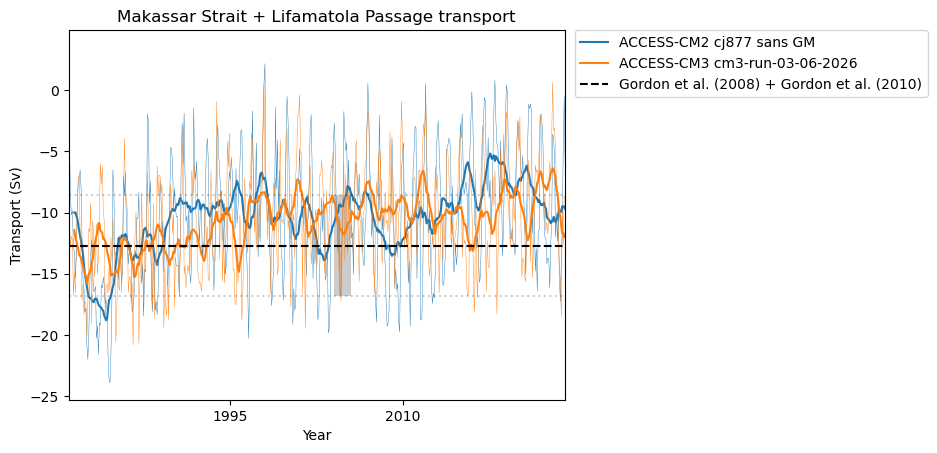 Makassar Strait + Lifamatola Passage transport
ACCESS-CM2 cj877 sans GM
ACCESS-CM3 cm3-run-03-06-2026
Gordon et al. (2008) + Gordon et al. (2010)
Transport (Sv)
0
−5
−10
−15
−20
−25
1995
2010
Year